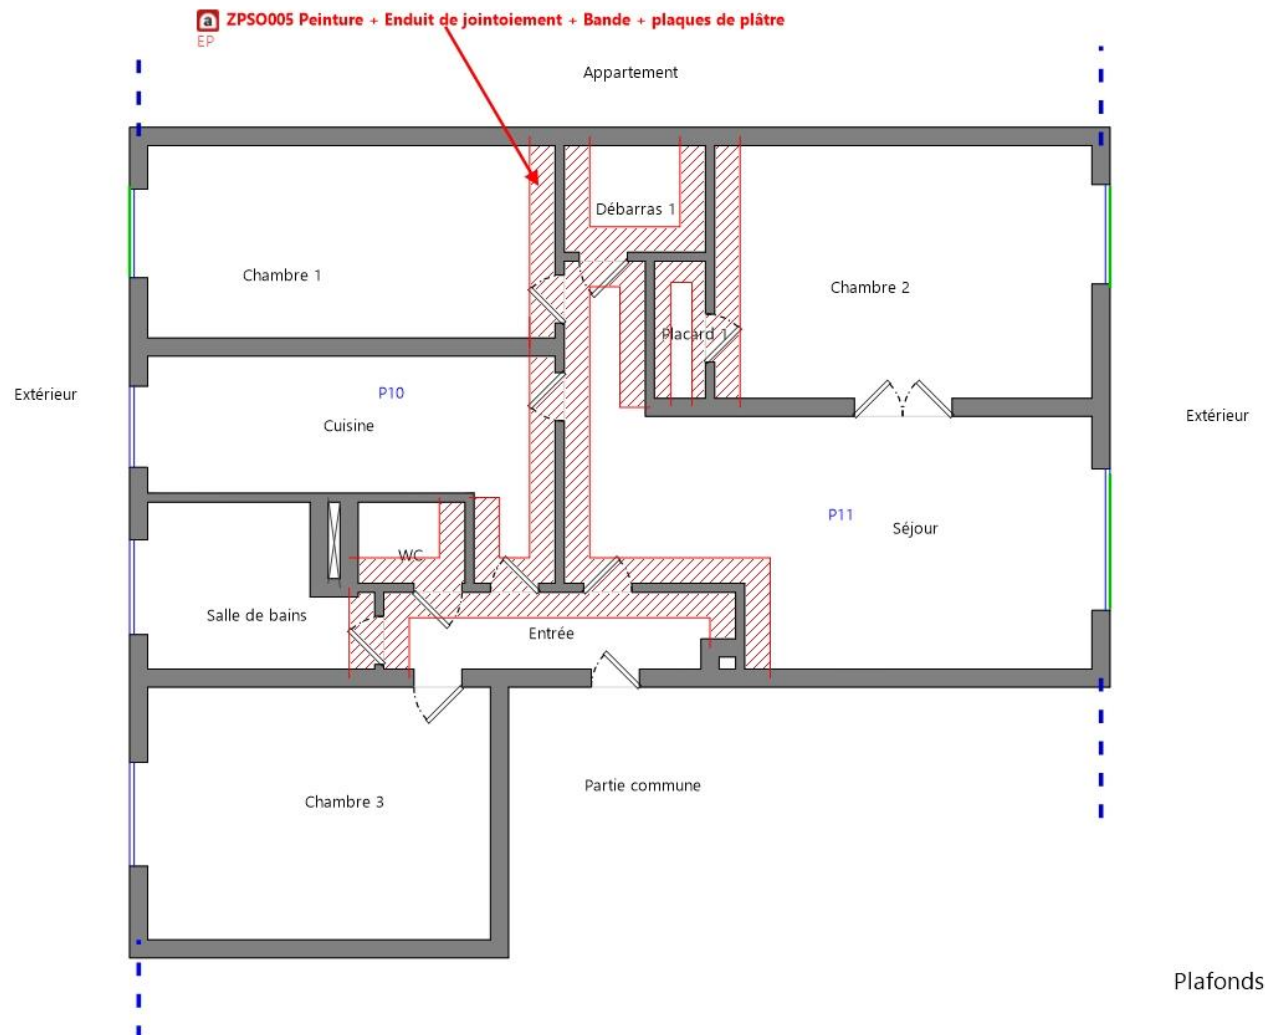 a ZPSO005 Peinture + Enduit de jointoiement + Bande + plaques de plâtre
EP
Appartement
Débarras 1
Chambre 1
Chambre 2
Placard 1
Extérieur
P10
Extérieur
Cuisine
P11
Séjour
WC
Salle de bains
Entrée
Partie commune
Chambre 3
Plafonds